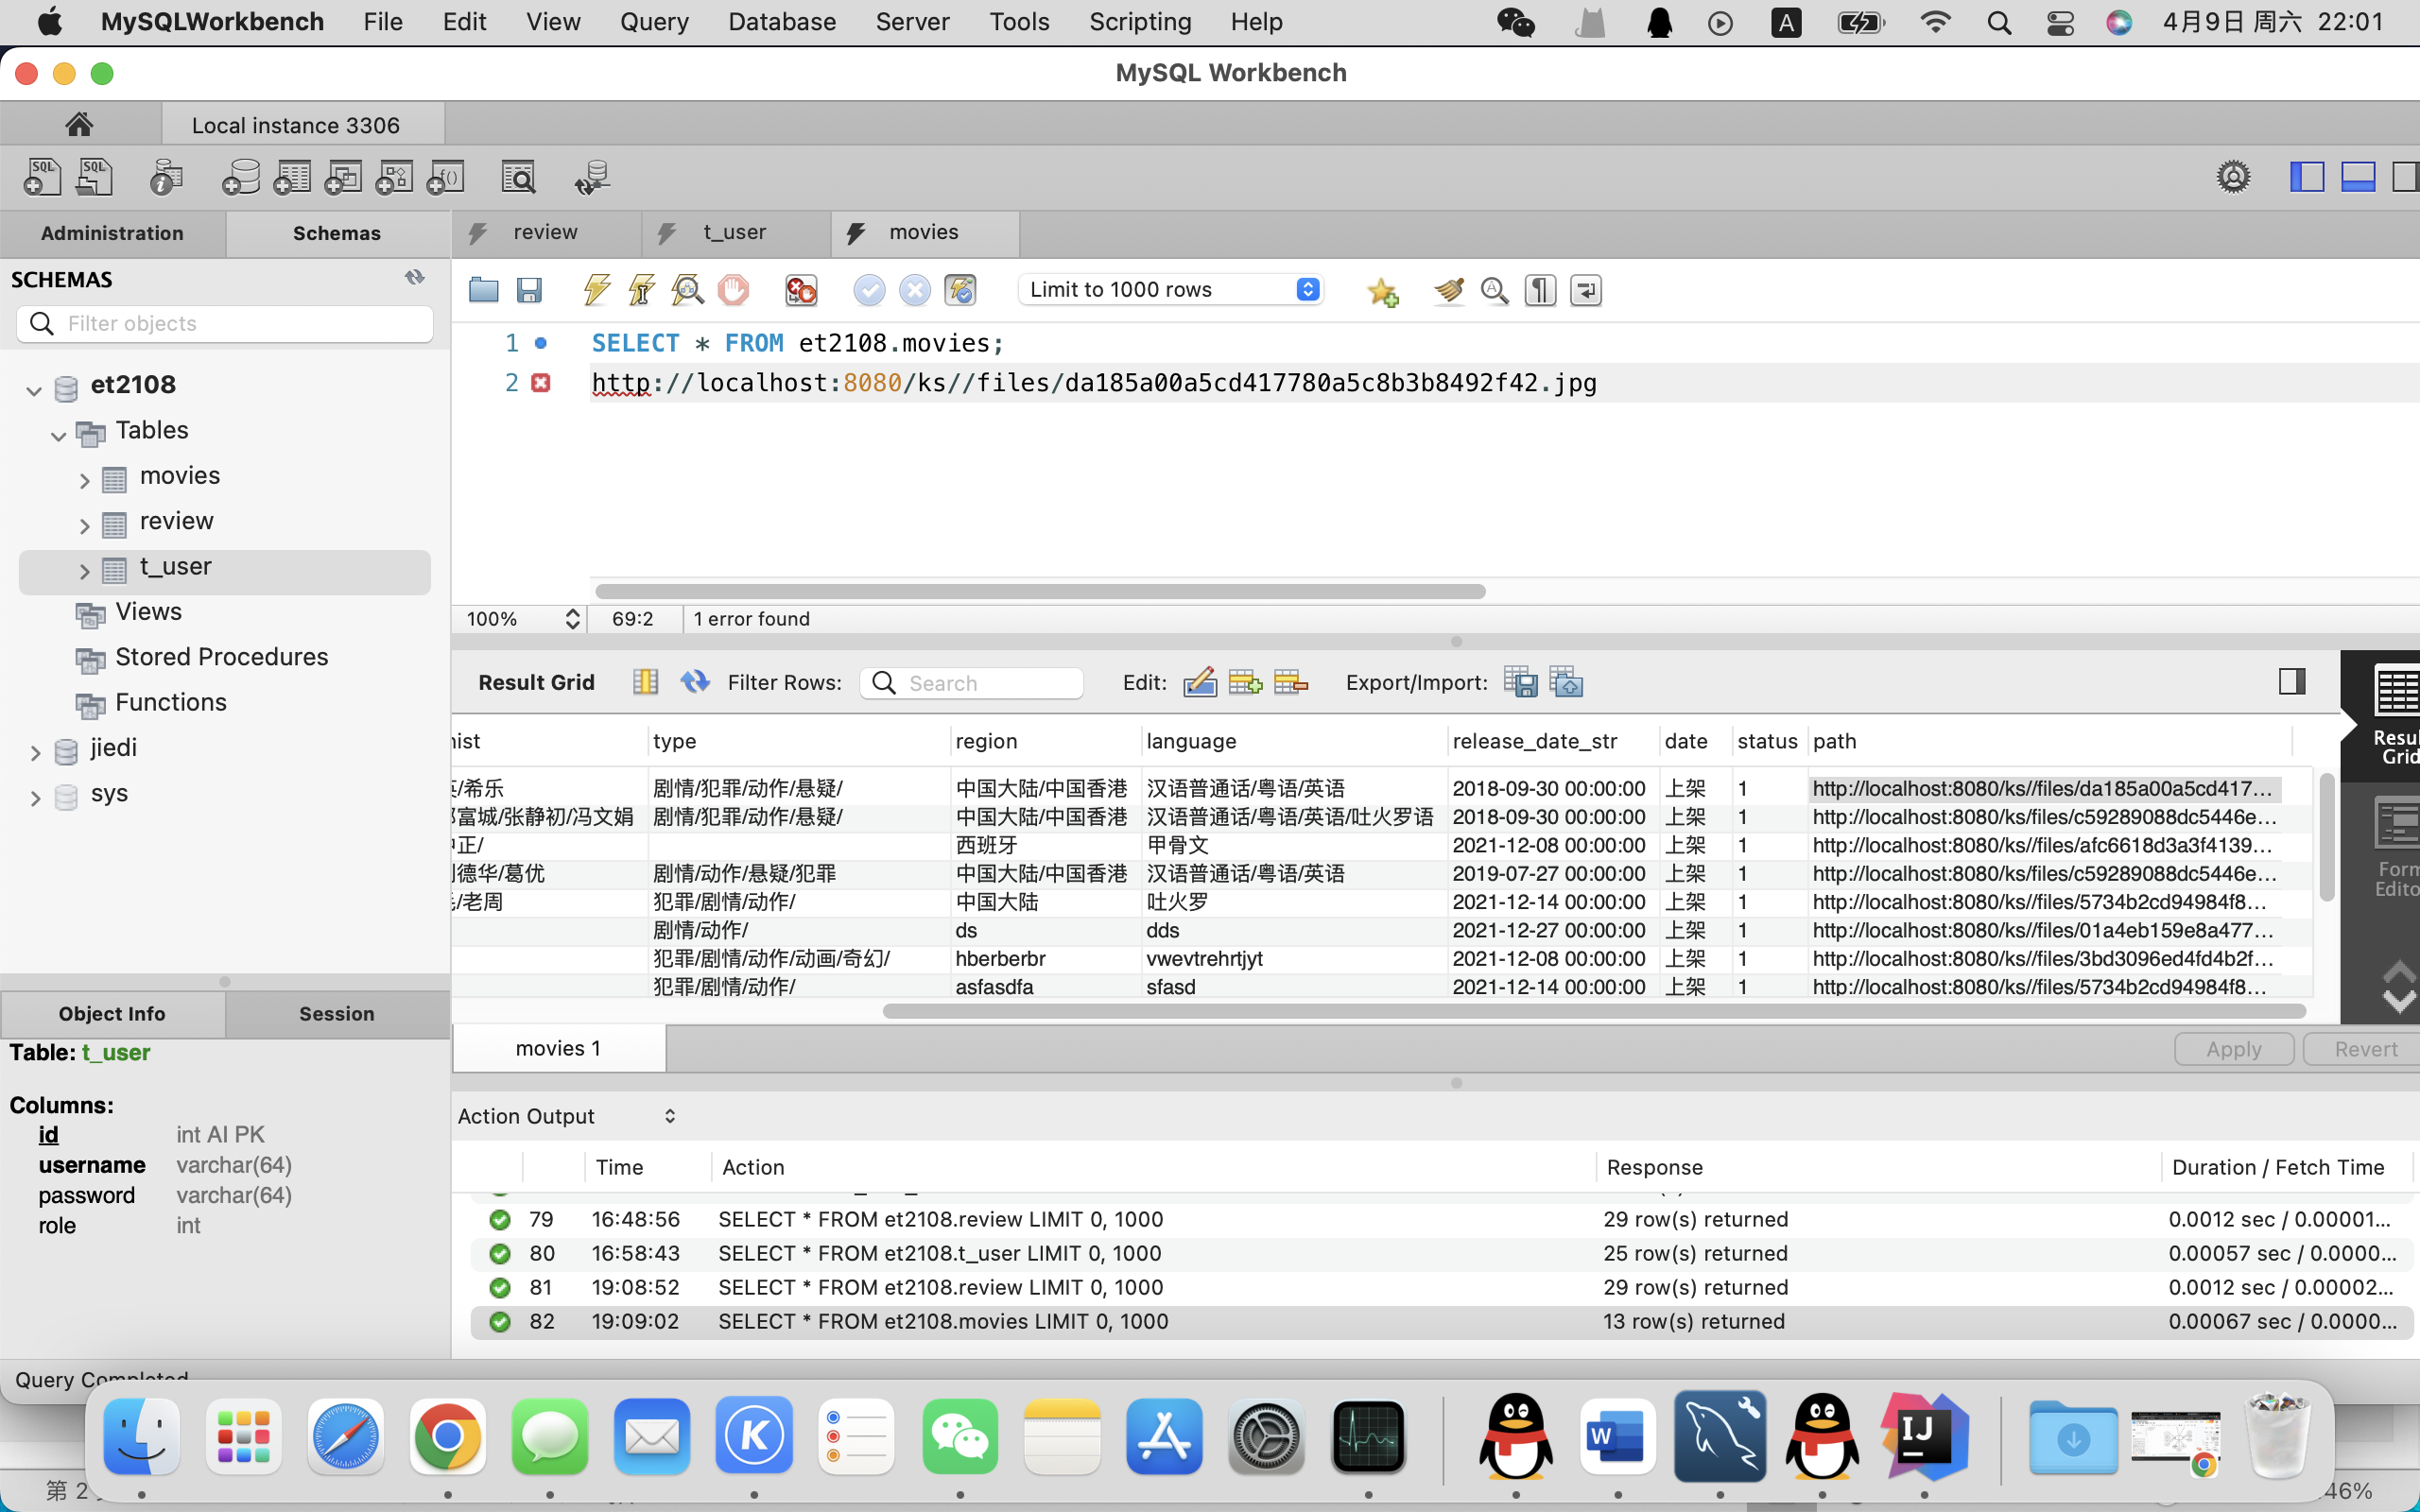 MySQLWorkbench File Edit View Query Database Server Tools Scripting Help A 4月9日 周六 22:01
MySQL Workbench
Local instance 3306
Administration Schemas review t_user movies
SCHEMAS
Filter objects
Limit to 1000 rows
1 SELECT * FROM et2108.movies;
2 http://localhost:8080/ks//files/da185a00a5cd417780a5c8b3b8492f42.jpg
et2108
Tables
movies
review
t_user
Views
Stored Procedures
Functions
jiedi
sys
100% 69:2 1 error found
Result Grid Filter Rows: Search Edit: Export/Import:
type region language release_date_str date status path
/希乐 剧情/犯罪/动作/悬疑/ 中国大陆/中国香港 汉语普通话/粤语/英语 2018-09-30 00:00:00 上架 1 http://localhost:8080/ks//files/da185a00a5cd417...
富城/张静初/冯文娟 剧情/犯罪/动作/悬疑/ 中国大陆/中国香港 汉语普通话/粤语/英语/吐火罗语 2018-09-30 00:00:00 上架 1 http://localhost:8080/ks/files/c59289088dc5446e...
正/ 西班牙 甲骨文 2021-12-08 00:00:00 上架 1 http://localhost:8080/ks//files/afc6618d3a3f4139...
德华/葛优 剧情/动作/悬疑/犯罪 中国大陆/中国香港 汉语普通话/粤语/英语 2019-07-27 00:00:00 上架 1 http://localhost:8080/ks//files/c59289088dc5446e...
/老周 犯罪/剧情/动作/ 中国大陆 吐火罗 2021-12-14 00:00:00 上架 1 http://localhost:8080/ks//files/5734b2cd94984f8...
剧情/动作/ ds dds 2021-12-27 00:00:00 上架 1 http://localhost:8080/ks//files/01a4eb159e8a477...
犯罪/剧情/动作/动画/奇幻/ hberberbr vwevtrehrtjyt 2021-12-08 00:00:00 上架 1 http://localhost:8080/ks//files/3bd3096ed4fd4b2f...
犯罪/剧情/动作/ asfasdfa sfasd 2021-12-14 00:00:00 上架 1 http://localhost:8080/ks//files/5734b2cd94984f8...
Object Info Session
movies 1 Apply Revert
Table: t_user
Columns:
id int AI PK
username varchar(64)
password varchar(64)
role int
Action Output
Time Action Response Duration / Fetch Time
79 16:48:56 SELECT * FROM et2108.review LIMIT 0, 1000 29 row(s) returned 0.0012 sec / 0.00001...
80 16:58:43 SELECT * FROM et2108.t_user LIMIT 0, 1000 25 row(s) returned 0.00057 sec / 0.0000...
81 19:08:52 SELECT * FROM et2108.review LIMIT 0, 1000 29 row(s) returned 0.0012 sec / 0.00002...
82 19:09:02 SELECT * FROM et2108.movies LIMIT 0, 1000 13 row(s) returned 0.00067 sec / 0.0000...
Query Completed
K W IJ
第 2
46%